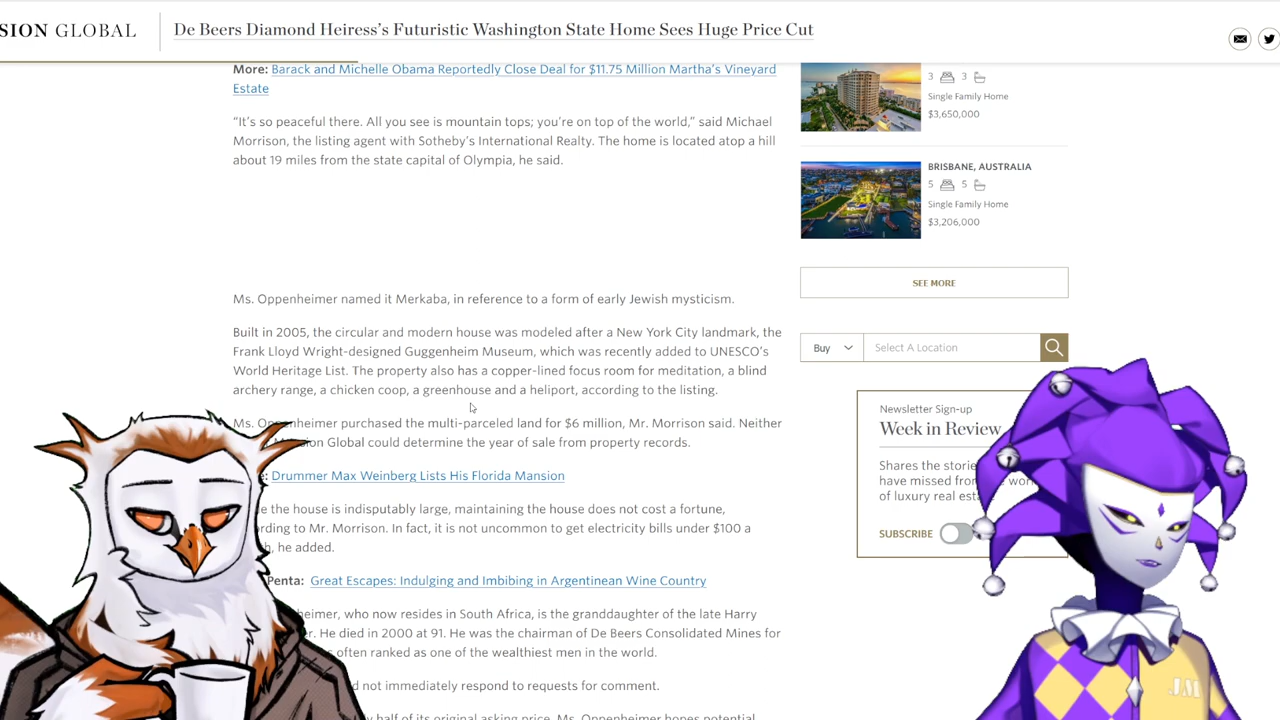 SION GLOBAL
De Beers Diamond Heiress's Futuristic Washington State Home Sees Huge Price Cut
More: Barack and Michelle Obama Reportedly Close Deal for $11.75 Million Martha's Vineyard
Estate
“It's so peaceful there. All you see is mountain tops; you're on top of the world,” said Michael
Morrison, the listing agent with Sotheby's International Realty. The home is located atop a hill
about 19 miles from the state capital of Olympia, he said.
Ms. Oppenheimer named it Merkaba, in reference to a form of early Jewish mysticism.
Built in 2005, the circular and modern house was modeled after a New York City landmark, the
Frank Lloyd Wright-designed Guggenheim Museum, which was recently added to UNESCO's
World Heritage List. The property also has a copper-lined focus room for meditation, a blind
archery range, a chicken coop, a greenhouse and a heliport, according to the listing.
Ms. Oppenheimer purchased the multi-parceled land for $6 million, Mr. Morrison said. Neither
Global could determine the year of sale from property records.
Drummer Max Weinberg Lists His Florida Mansion
the house is indisputably large, maintaining the house does not cost a fortune,
to Mr. Morrison. In fact, it is not uncommon to get electricity bills under $100 a
he added.
Penta: Great Escapes: Indulging and Imbibing in Argentinean Wine Country
who now resides in South Africa, is the granddaughter of the late Harry
He died in 2000 at 91. He was the chairman of De Beers Consolidated Mines for
often ranked as one of the wealthiest men in the world.
not immediately respond to requests for comment.
half of its original asking price, Ms. Oppenheimer hopes potential
3 3
Single Family Home
$3,650,000
BRISBANE, AUSTRALIA
5 5
Single Family Home
$3,206,000
SEE MORE
Buy
Select A Location
Newsletter Sign-up
Week in Review
Shares the
have missed
of luxury real
SUBSCRIBE
JM